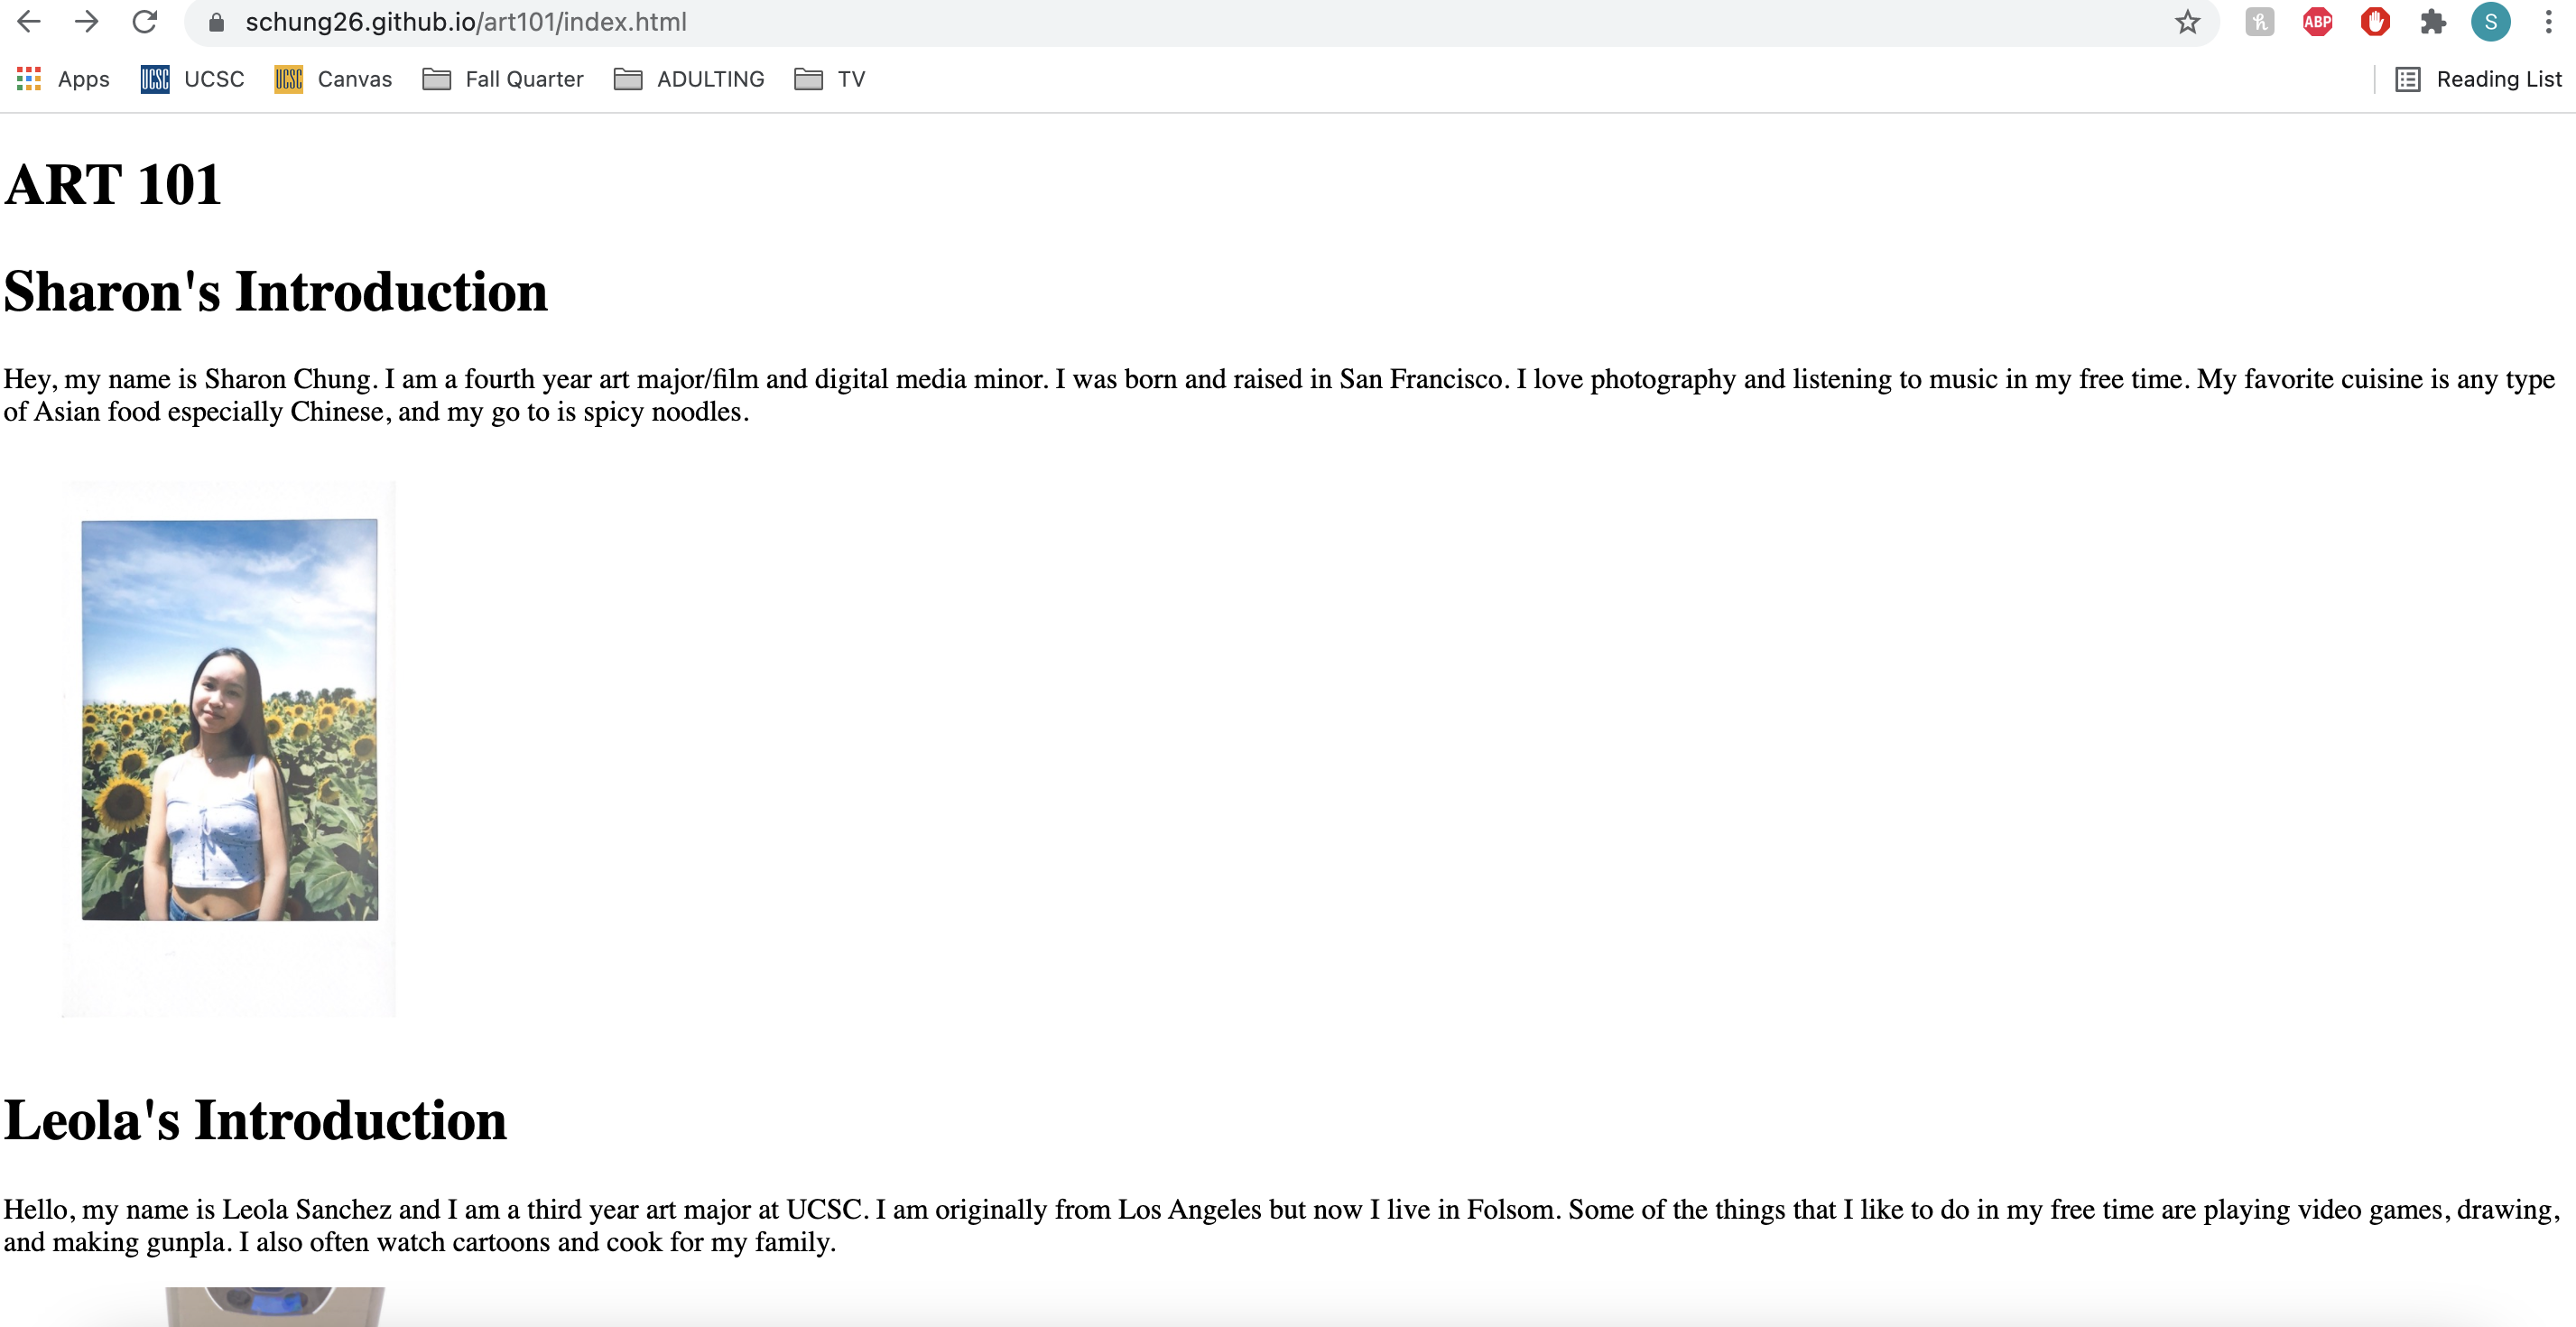 schung26.github.io/art101/index.html
ABP
S
Apps UCSC UCSC UCSC Canvas Fall Quarter ADULTING TV Reading List
ART 101
Sharon's Introduction
Hey, my name is Sharon Chung. I am a fourth year art major/film and digital media minor. I was born and raised in San Francisco. I love photography and listening to music in my free time. My favorite cuisine is any type
of Asian food especially Chinese, and my go to is spicy noodles.
Leola's Introduction
Hello, my name is Leola Sanchez and I am a third year art major at UCSC. I am originally from Los Angeles but now I live in Folsom. Some of the things that I like to do in my free time are playing video games, drawing,
and making gunpla. I also often watch cartoons and cook for my family.